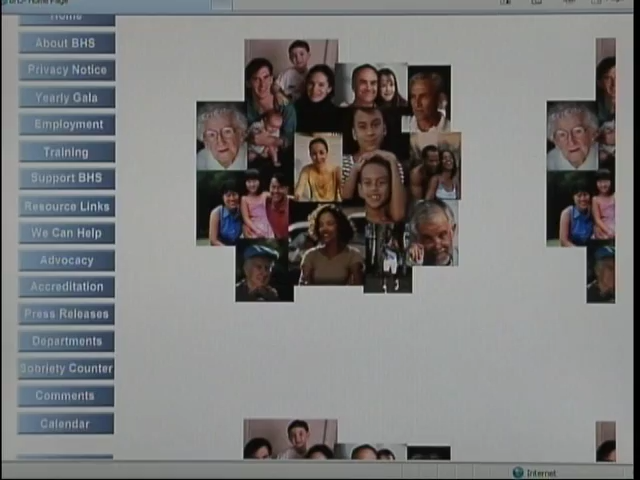 Home
About BHS
Privacy Notice
Yearly Gala
Employment
Training
Support BHS
Resource Links
We Can Help
Advocacy
Accreditation
Press Releases
Departments
Sobriety Counter
Comments
Calendar
Internet